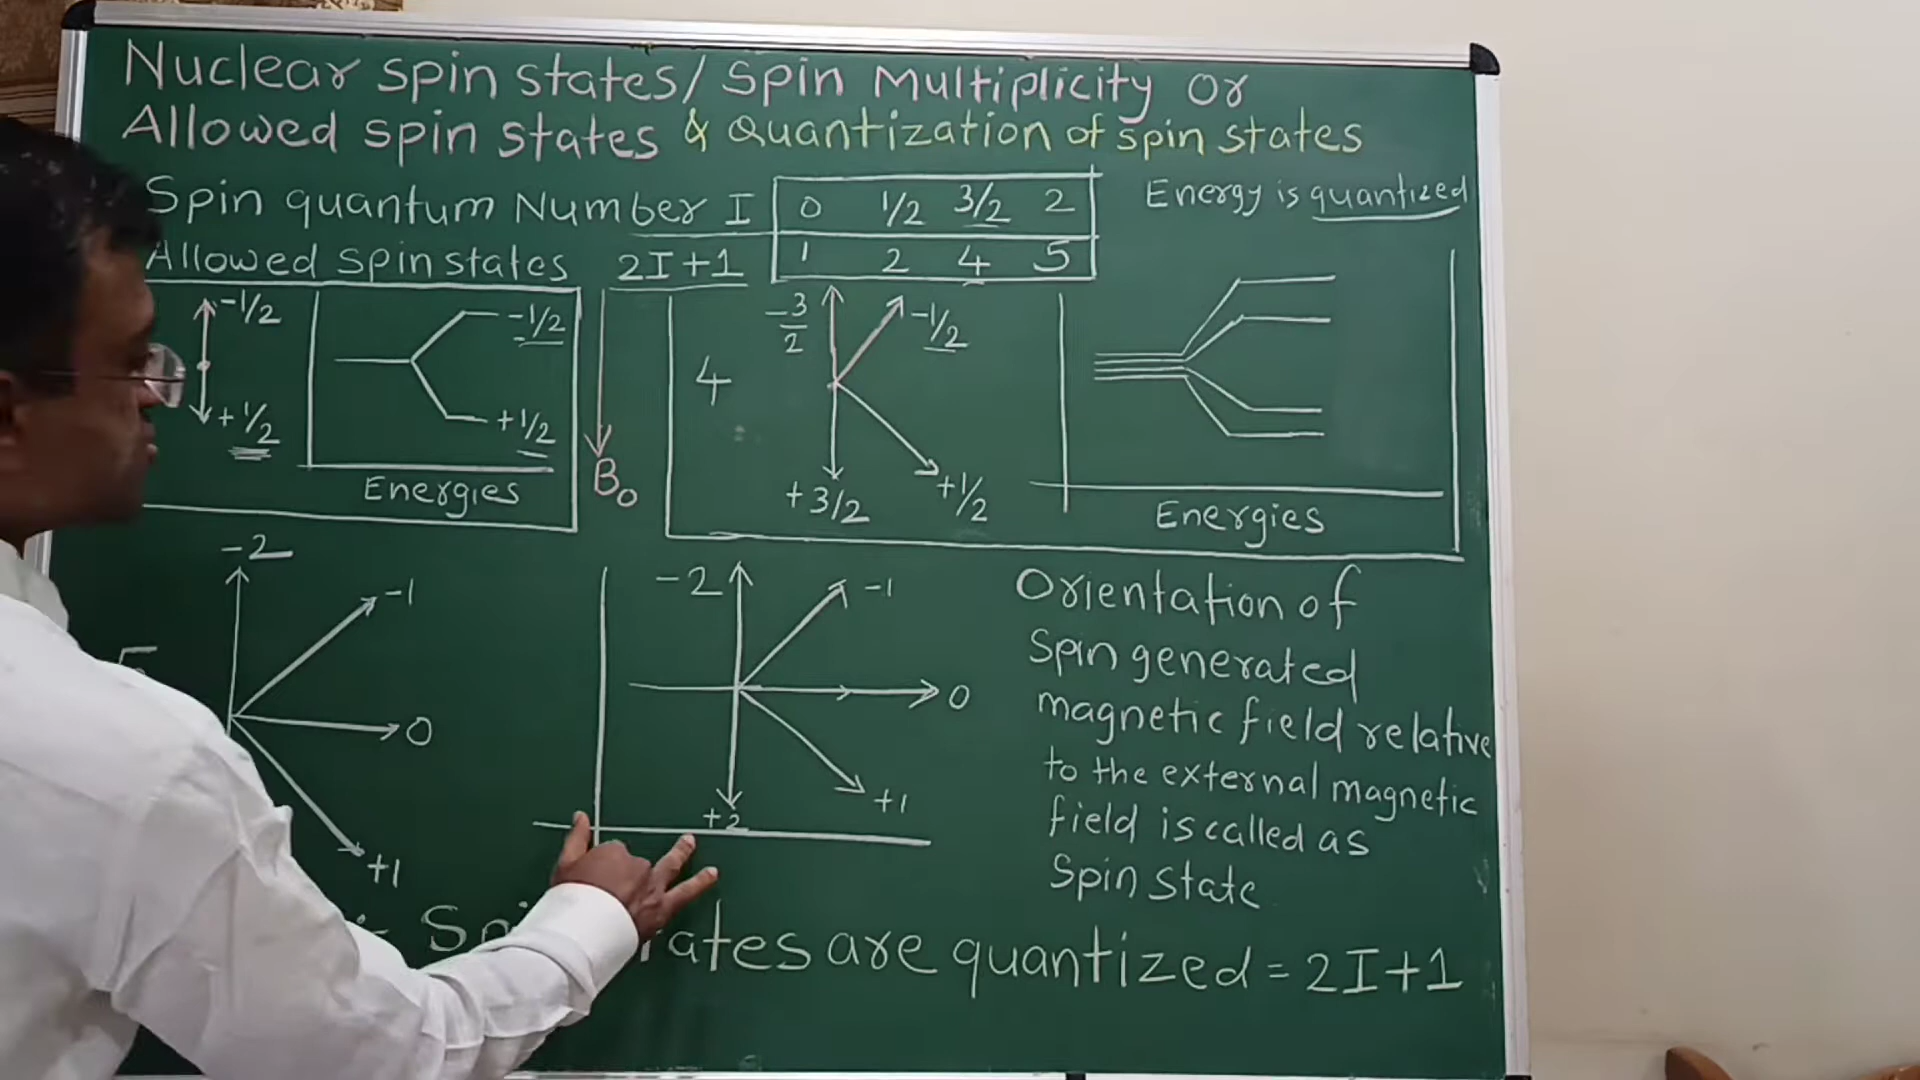 Nuclear spin states/ Spin Multiplicity or
Allowed spin states & Quantization of spin states
Spin quantum Number I 0 1/2 3/2 2
Energy is quantized
Allowed spin states 2I+1 1 2 4 5
-1/2
+1/2
-1/2
+1/2
Energies
B0
4
-3/2
-1/2
+3/2
+1/2
Energies
-2
-1
0
+1
-2
-1
0
+1
+2
Orientation of
Spin generated
magnetic field relative
to the external magnetic
field is called as
Spin state
are quantized = 2I+1